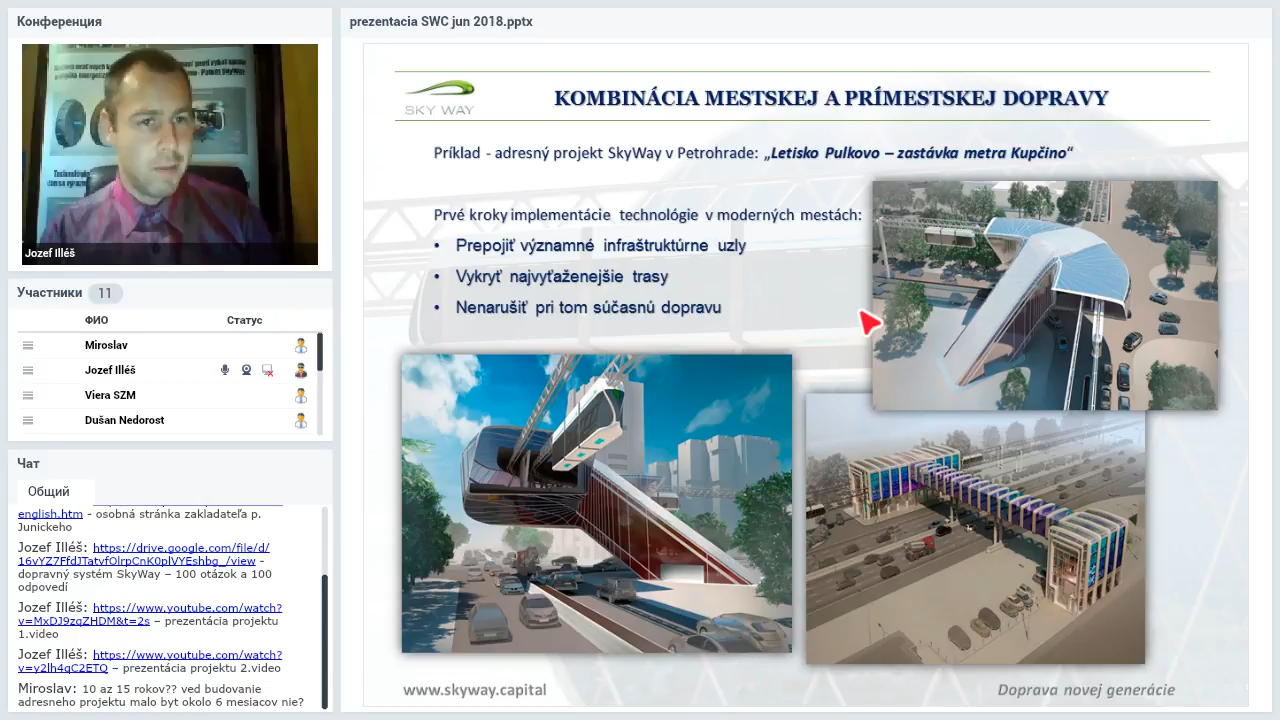 Конференция
Jozef Illéš
Участники 11
ФИО Статус
Miroslav
Jozef Illéš
Viera SZM
Dušan Nedorost
Чат
Общий
english.htm - osobná stránka zakladateľa p.
Junickeho
Jozef Illéš: https://drive.google.com/file/d/
16vYZ7FfdJTatvfOlrpCnK0plVYEshbg_/view -
dopravný systém SkyWay – 100 otázok a 100
odpovedí
Jozef Illéš: https://www.youtube.com/watch?
v=MxDJ9zqZHDM&t=2s – prezentácia projektu
1.video
Jozef Illéš: https://www.youtube.com/watch?
v=y2lh4qC2ETQ – prezentácia projektu 2.video
Miroslav: 10 az 15 rokov?? ved budovanie
adresneho projektu malo byt okolo 6 mesiacov nie?
prezentacia SWC jun 2018.pptx
SKY WAY
KOMBINÁCIA MESTSKEJ A PRÍMESTSKEJ DOPRAVY
Príklad - adresný projekt SkyWay v Petrohrade: „Letisko Pulkovo – zastávka metra Kupčino“
Prvé kroky implementácie technológie v moderných mestách:
• Prepojiť významné infraštruktúrne uzly
• Vykryť najvyťaženejšie trasy
• Nenarušiť pri tom súčasnú dopravu
www.skyway.capital
Doprava novej generácie